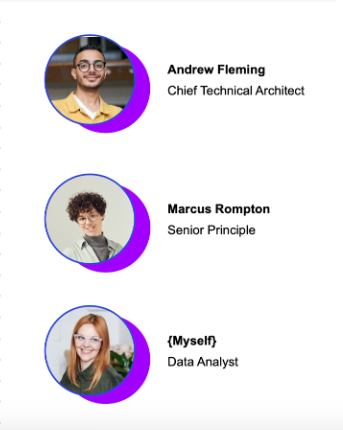 Andrew Fleming
Chief Technical Architect
Marcus Rompton
Senior Principle
{Myself}
Data Analyst